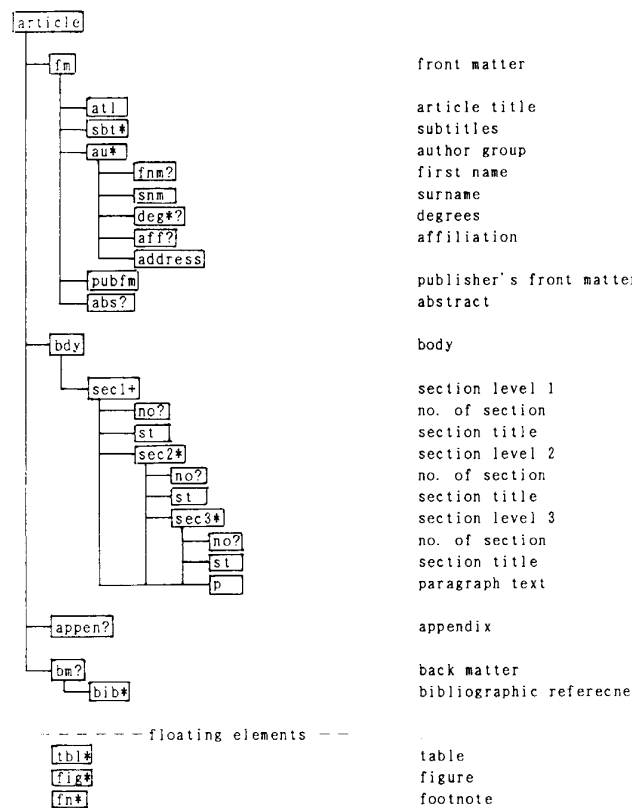 article
fm front matter
atl article title
sbt* subtitles
au* author group
fnm? first name
snm surname
deg*? degrees
aff? affiliation
address
pubfm publisher's front matter
abs? abstract
bdy body
sec1+ section level 1
no? no. of section
st section title
sec2* section level 2
no? no. of section
st section title
sec3* section level 3
no? no. of section
st section title
p paragraph text
appen? appendix
bm? back matter
bib* bibliographic referecne
floating elements
tbl* table
fig* figure
fn* footnote